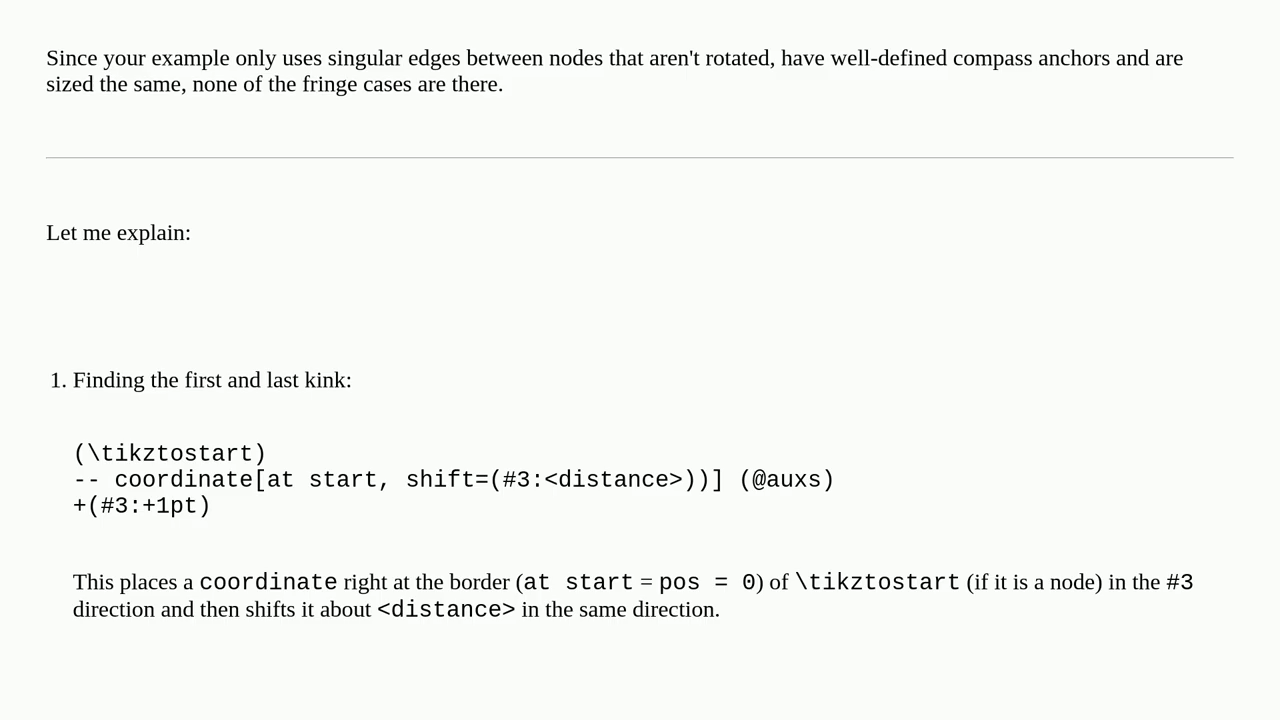 Since your example only uses singular edges between nodes that aren't rotated, have well-defined compass anchors and are
sized the same, none of the fringe cases are there.
Let me explain:
1. Finding the first and last kink:
(\tikztostart)
-- coordinate[at start, shift=(#3:<distance>))] (@auxs)
+(#3:+1pt)
This places a coordinate right at the border (at start = pos = 0) of \tikztostart (if it is a node) in the #3
direction and then shifts it about <distance> in the same direction.